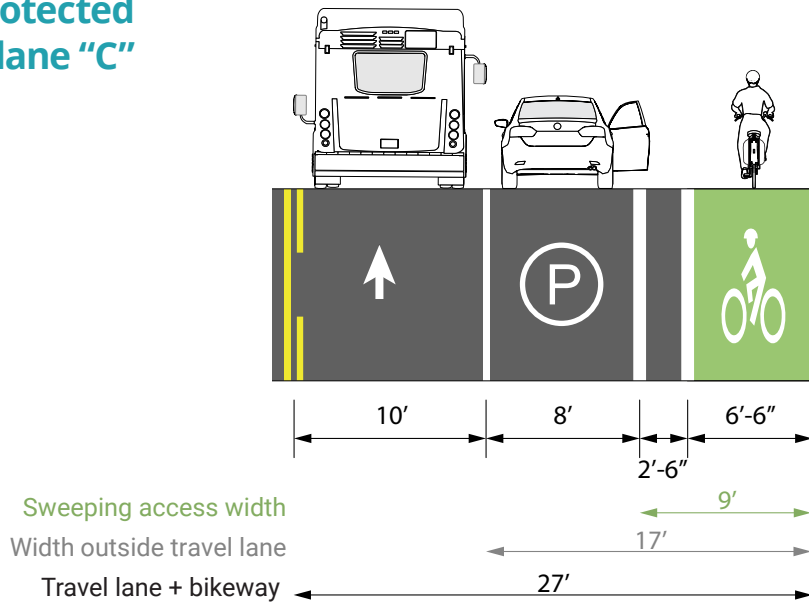 otected
lane “C”
P
10′ 8′ 6′-6″
2′-6″
Sweeping access width 9′
Width outside travel lane 17′
Travel lane + bikeway 27′